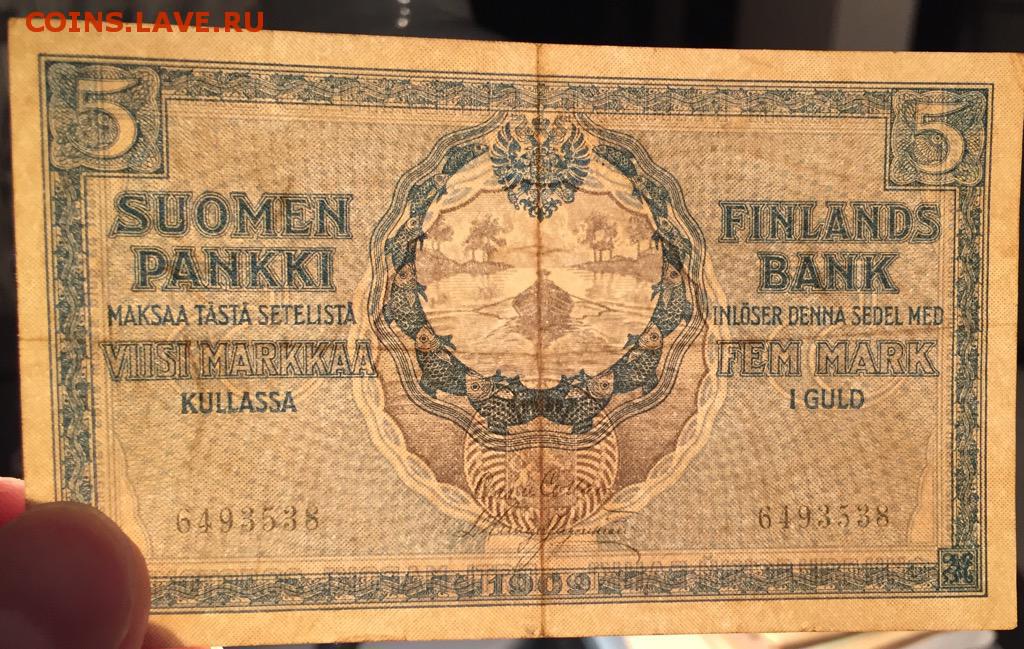 COINS.LAVE.RU
5
5
SUOMEN
PANKKI
MAKSAA TÄSTÄ SETELISTÄ
VIISI MARKKAA
KULLASSA
FINLANDS
BANK
INLÖSER DENNA SEDEL MED
FEM MARK
I GULD
6493538
6493538
1909